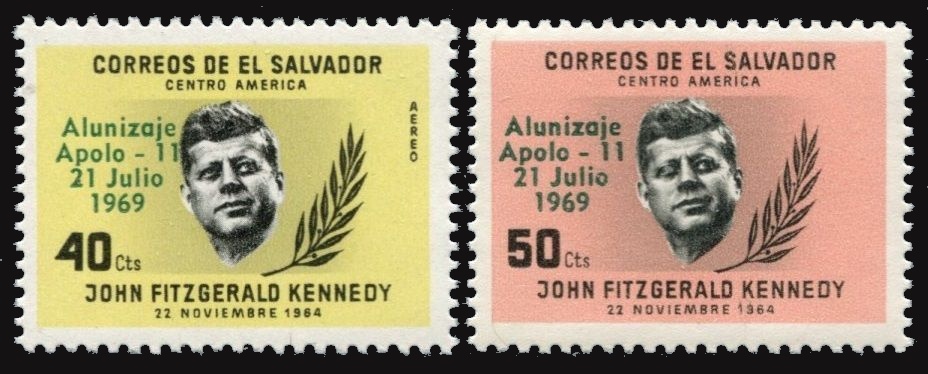 CORREOS DE EL SALVADOR
CENTRO AMERICA
AEREO
Alunizaje
Apolo - 11
21 Julio
1969
40 Cts
JOHN FITZGERALD KENNEDY
22 NOVIEMBRE 1964
CORREOS DE EL SALVADOR
CENTRO AMERICA
Alunizaje
Apolo - 11
21 Julio
1969
50 Cts
JOHN FITZGERALD KENNEDY
22 NOVIEMBRE 1964